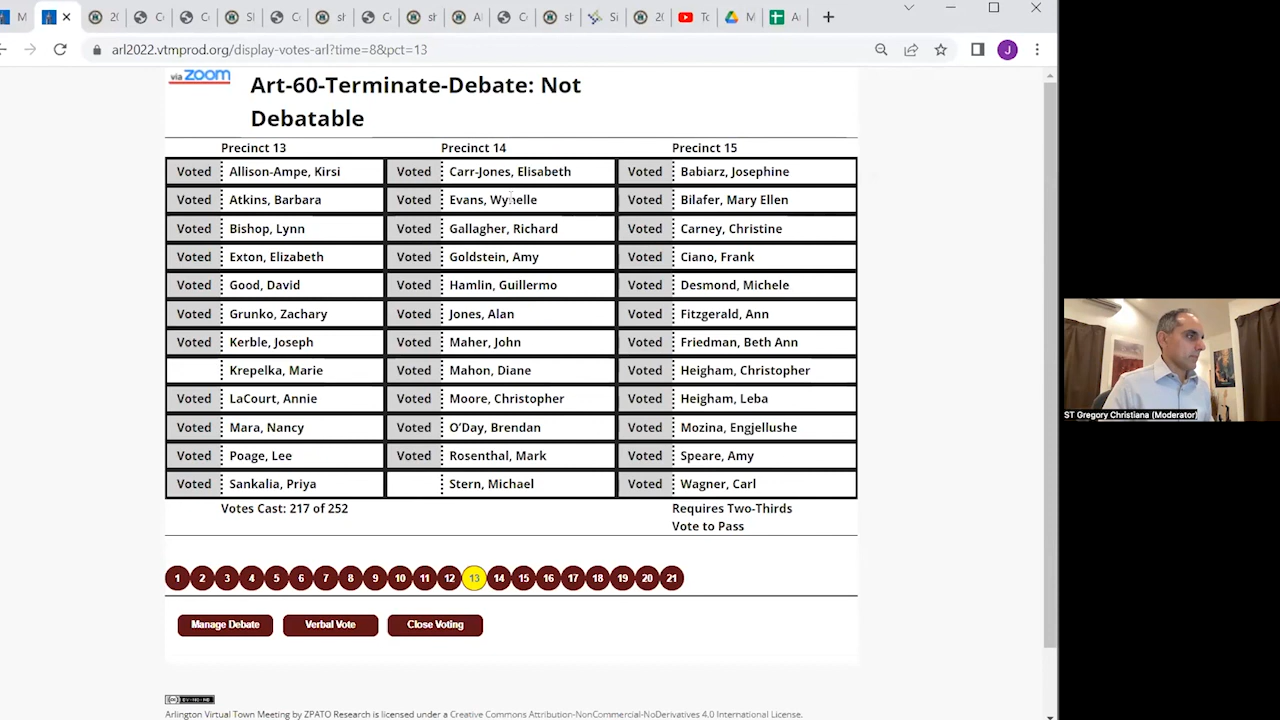 M
20
C
C
Sl
C
sl
C
sl
A
C
sl
Si
20
To
M
A
arl2022.vtmprod.org/display-votes-arl?time=8&pct=13
J
via zoom
Art-60-Terminate-Debate: Not
Debatable
Precinct 13 Precinct 14 Precinct 15
Voted Allison-Ampe, Kirsi Voted Carr-Jones, Elisabeth Voted Babiarz, Josephine
Voted Atkins, Barbara Voted Evans, Wynelle Voted Bilafer, Mary Ellen
Voted Bishop, Lynn Voted Gallagher, Richard Voted Carney, Christine
Voted Exton, Elizabeth Voted Goldstein, Amy Voted Ciano, Frank
Voted Good, David Voted Hamlin, Guillermo Voted Desmond, Michele
Voted Grunko, Zachary Voted Jones, Alan Voted Fitzgerald, Ann
Voted Kerble, Joseph Voted Maher, John Voted Friedman, Beth Ann
Krepelka, Marie Voted Mahon, Diane Voted Heigham, Christopher
Voted LaCourt, Annie Voted Moore, Christopher Voted Heigham, Leba
Voted Mara, Nancy Voted O'Day, Brendan Voted Mozina, Engjellushe
Voted Poage, Lee Voted Rosenthal, Mark Voted Speare, Amy
Voted Sankalia, Priya Stern, Michael Voted Wagner, Carl
Votes Cast: 217 of 252 Requires Two-Thirds
Vote to Pass
1 2 3 4 5 6 7 8 9 10 11 12 13 14 15 16 17 18 19 20 21
Manage Debate Verbal Vote Close Voting
Arlington Virtual Town Meeting by ZPATO Research is licensed under a Creative Commons Attribution-NonCommercial-NoDerivatives 4.0 International License.
ST Gregory Christiana (Moderator)